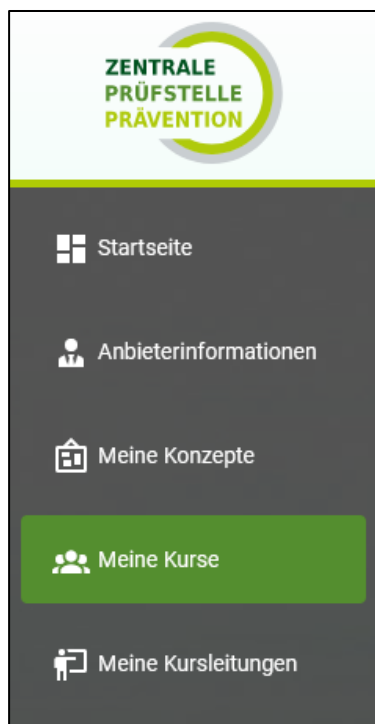 ZENTRALE
PRÜFSTELLE
PRÄVENTION
Startseite
Anbieterinformationen
Meine Konzepte
Meine Kurse
Meine Kursleitungen